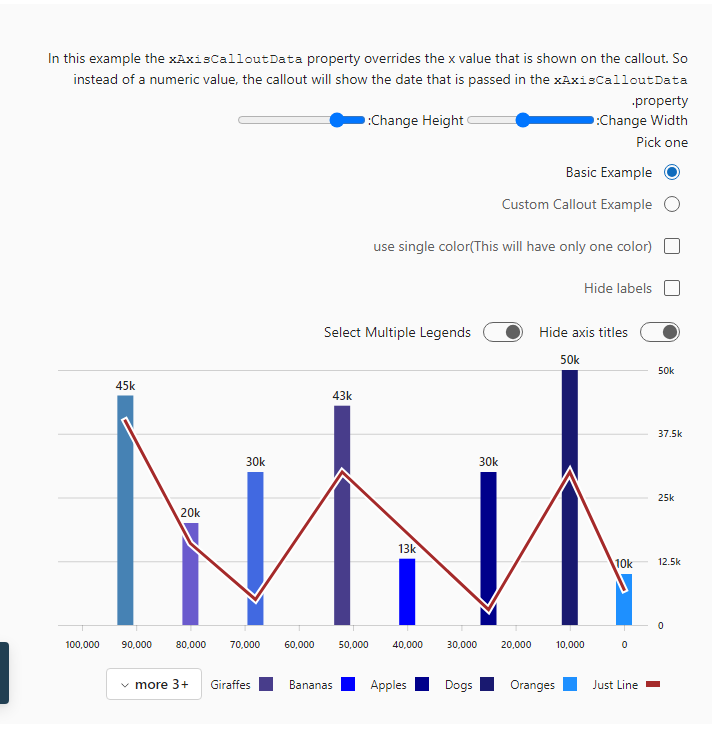 In this example the xAxisCalloutData property overrides the x value that is shown on the callout. So
instead of a numeric value, the callout will show the date that is passed in the xAxisCalloutData
.property
:Change Height :Change Width
Pick one
Basic Example
Custom Callout Example
use single color(This will have only one color)
Hide labels
Select Multiple Legends Hide axis titles
50k
45k
43k
30k
30k
20k
13k
10k
50k
37.5k
25k
12.5k
0
100,000 90,000 80,000 70,000 60,000 50,000 40,000 30,000 20,000 10,000 0
more 3+ Giraffes Bananas Apples Dogs Oranges Just Line